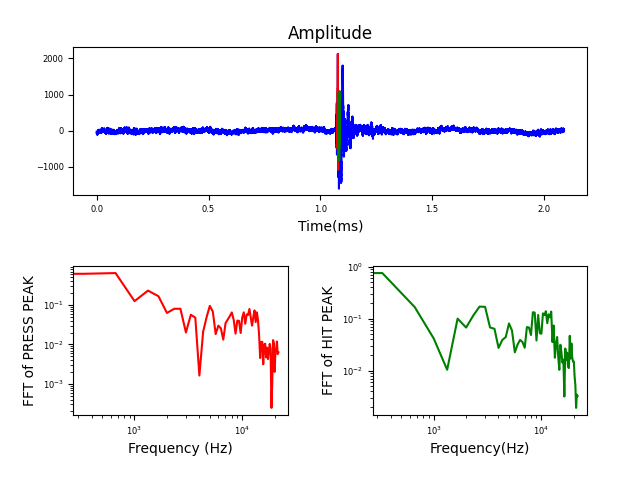 Amplitude
2000
1000
0
−1000
0.0 0.5 1.0 1.5 2.0
Time(ms)
FFT of PRESS PEAK
10⁻¹
10⁻²
10⁻³
10³ 10⁴
Frequency (Hz)
FFT of HIT PEAK
10⁰
10⁻¹
10⁻²
10³ 10⁴
Frequency(Hz)